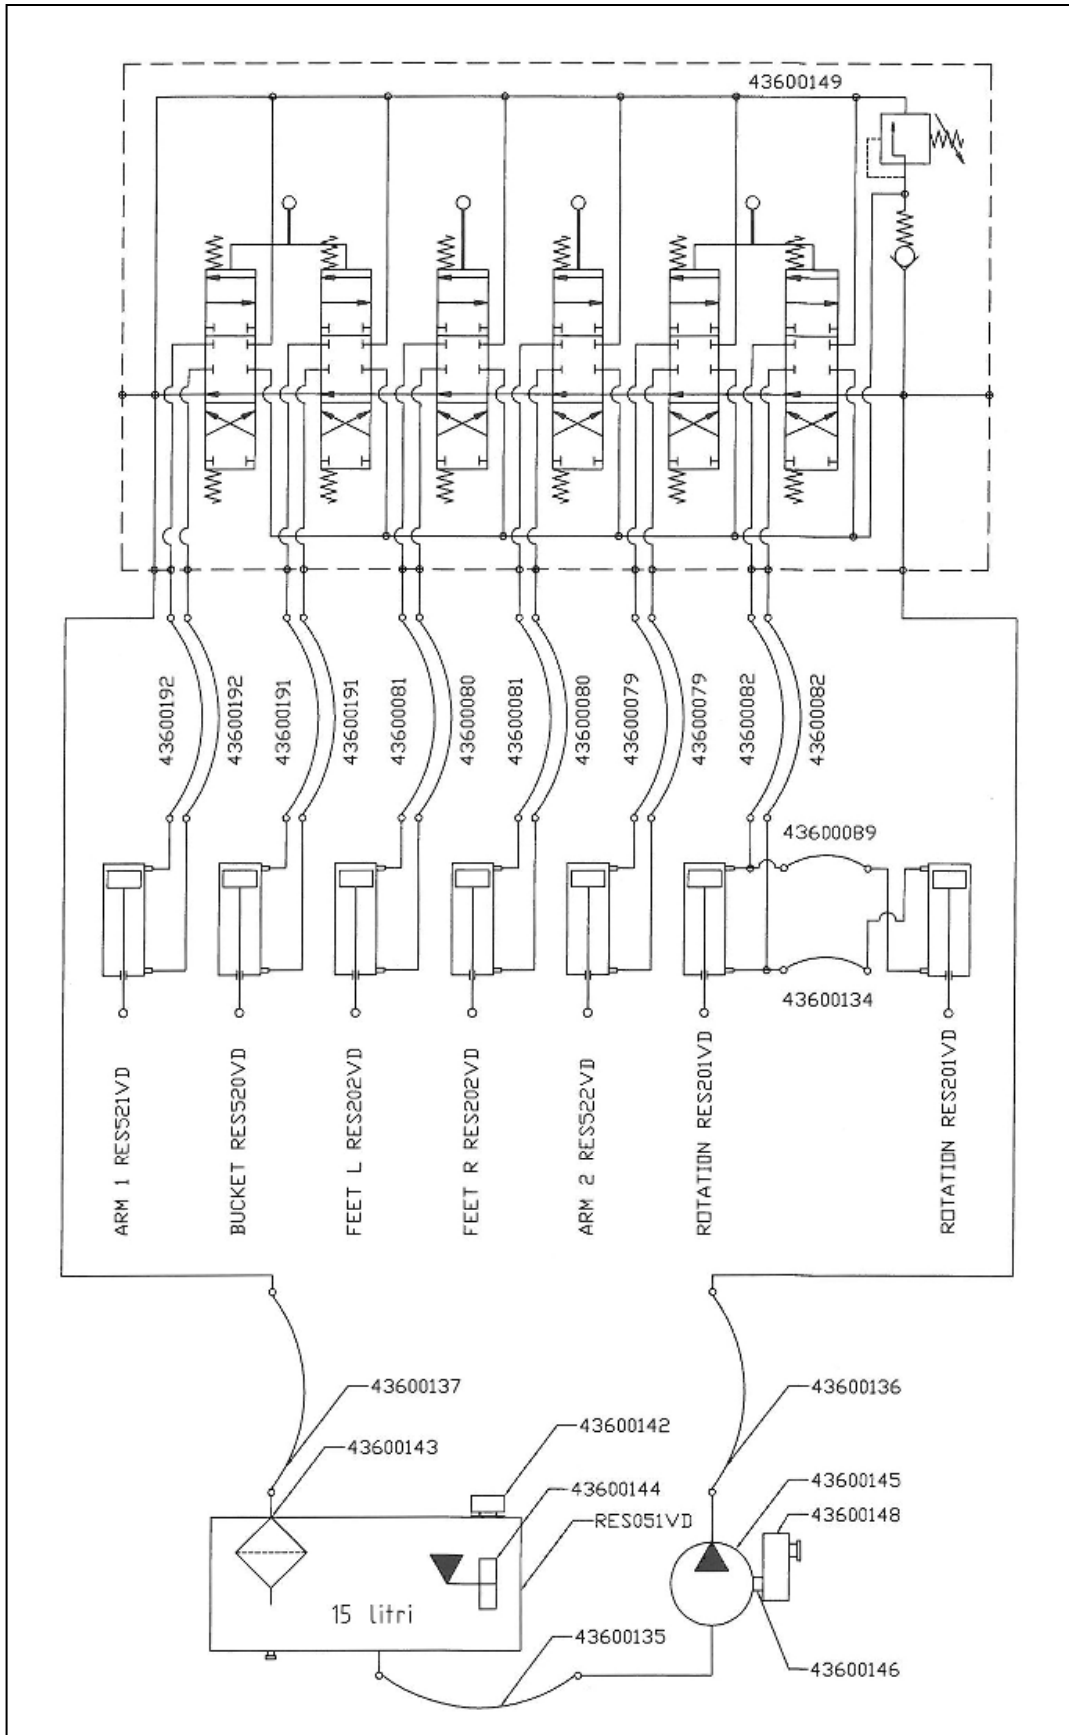 43600149
43600192
43600192
43600191
43600191
43600081
43600080
43600081
43600080
43600079
43600079
43600082
43600082
43600089
43600134
ARM 1 RES521VD
BUCKET RES520VD
FEET L RES202VD
FEET R RES202VD
ARM 2 RES522VD
ROTATION RES201VD
ROTATION RES201VD
43600137
43600136
43600142
43600143
43600145
43600144
43600148
RES051VD
15 litri
43600135
43600146